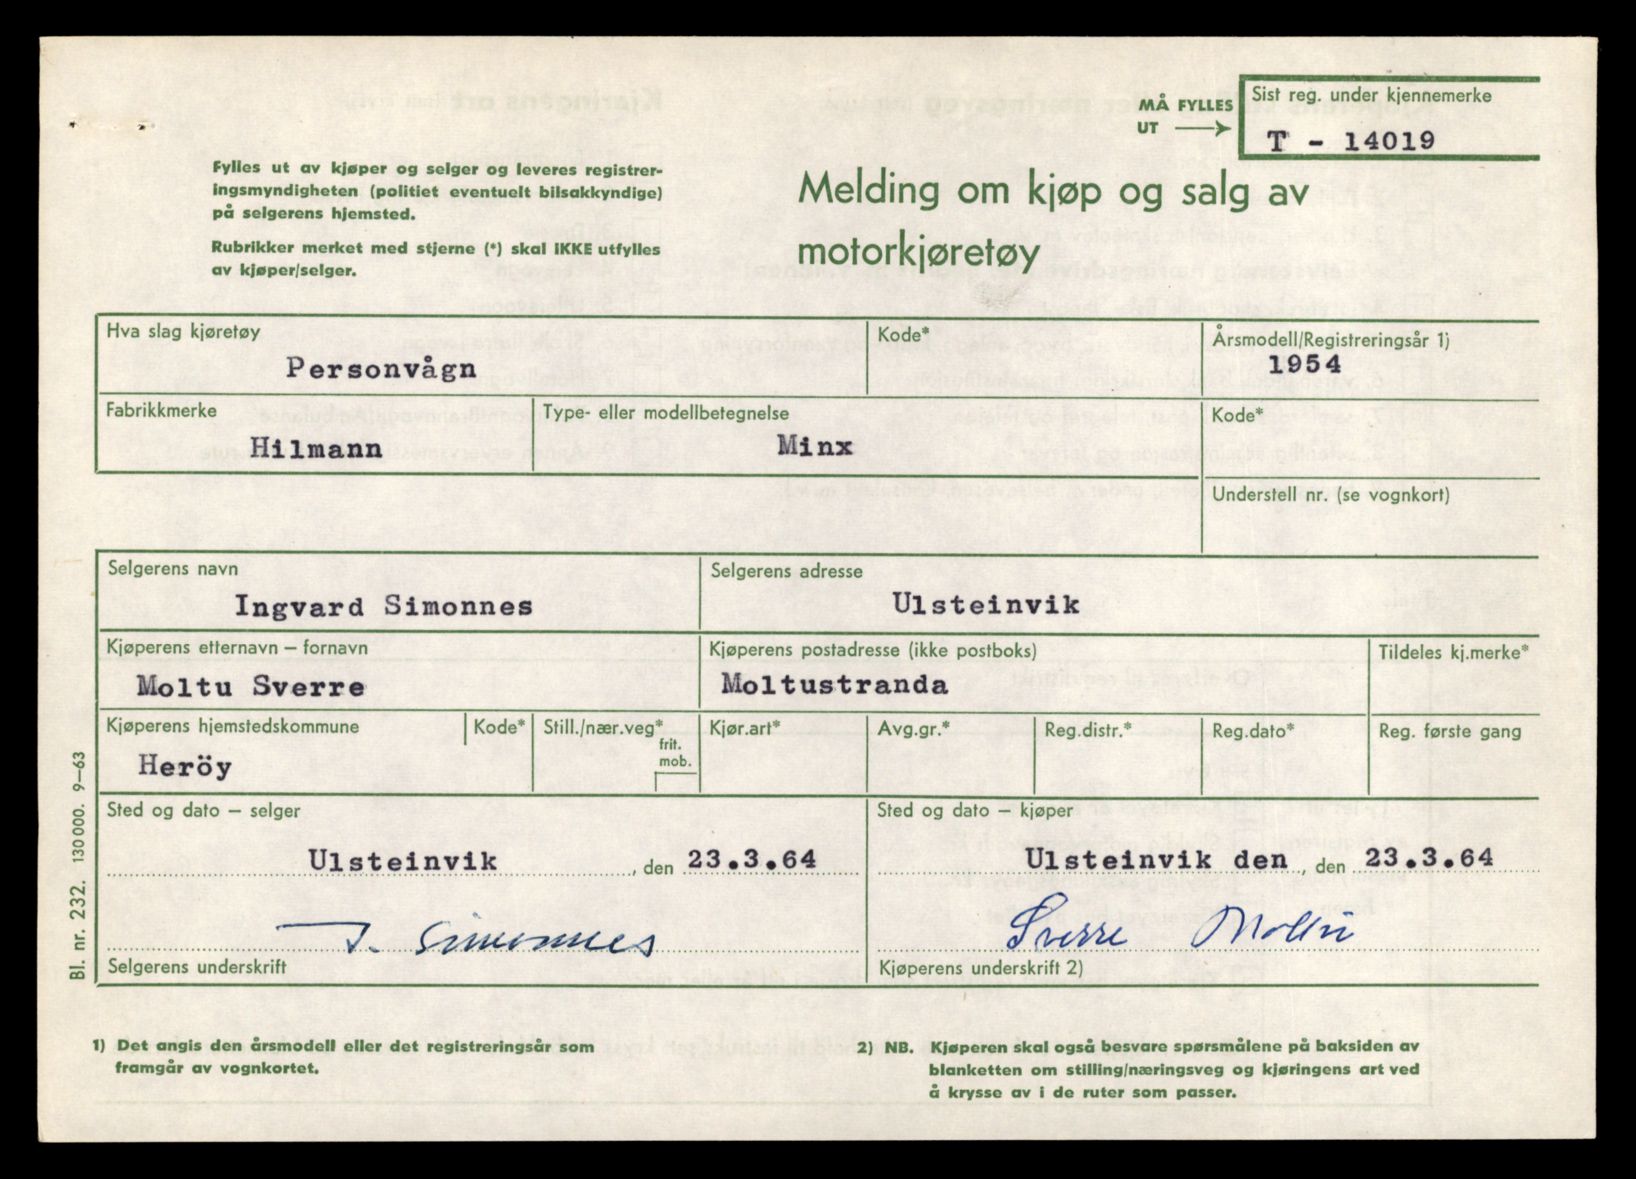 MÅ FYLLES
UT
Sist reg. under kjennemerke
T - 14019
Fylles ut av kjøper og selger og leveres registrer-
ingsmyndigheten (politiet eventuelt bilsakkyndige)
på selgerens hjemsted.
Rubrikker merket med stjerne (*) skal IKKE utfylles
av kjøper/selger.
Melding om kjøp og salg av
motorkjøretøy
Hva slag kjøretøy
Personvågn
Kode*
Årsmodell/Registreringsår 1)
1954
Fabrikkmerke
Hilmann
Type- eller modellbetegnelse
Minx
Kode*
Understell nr. (se vognkort)
Selgerens navn
Ingvard Simonnes
Selgerens adresse
Ulsteinvik
Kjøperens etternavn – fornavn
Moltu Sverre
Kjøperens postadresse (ikke postboks)
Moltustranda
Tildeles kj.merke*
Kjøperens hjemstedskommune
Heröy
Kode*
Still./nær.veg*
frit.
mob.
Kjør.art*
Avg.gr.*
Reg.distr.*
Reg.dato*
Reg. første gang
Sted og dato – selger
Ulsteinvik , den 23.3.64
I. Simonnes
Selgerens underskrift
Sted og dato – kjøper
Ulsteinvik den , den 23.3.64
Sverre Moltu
Kjøperens underskrift 2)
Bl. nr. 232. 130 000. 9–63
1) Det angis den årsmodell eller det registreringsår som
framgår av vognkortet.
2) NB. Kjøperen skal også besvare spørsmålene på baksiden av
blanketten om stilling/næringsveg og kjøringens art ved
å krysse av i de ruter som passer.